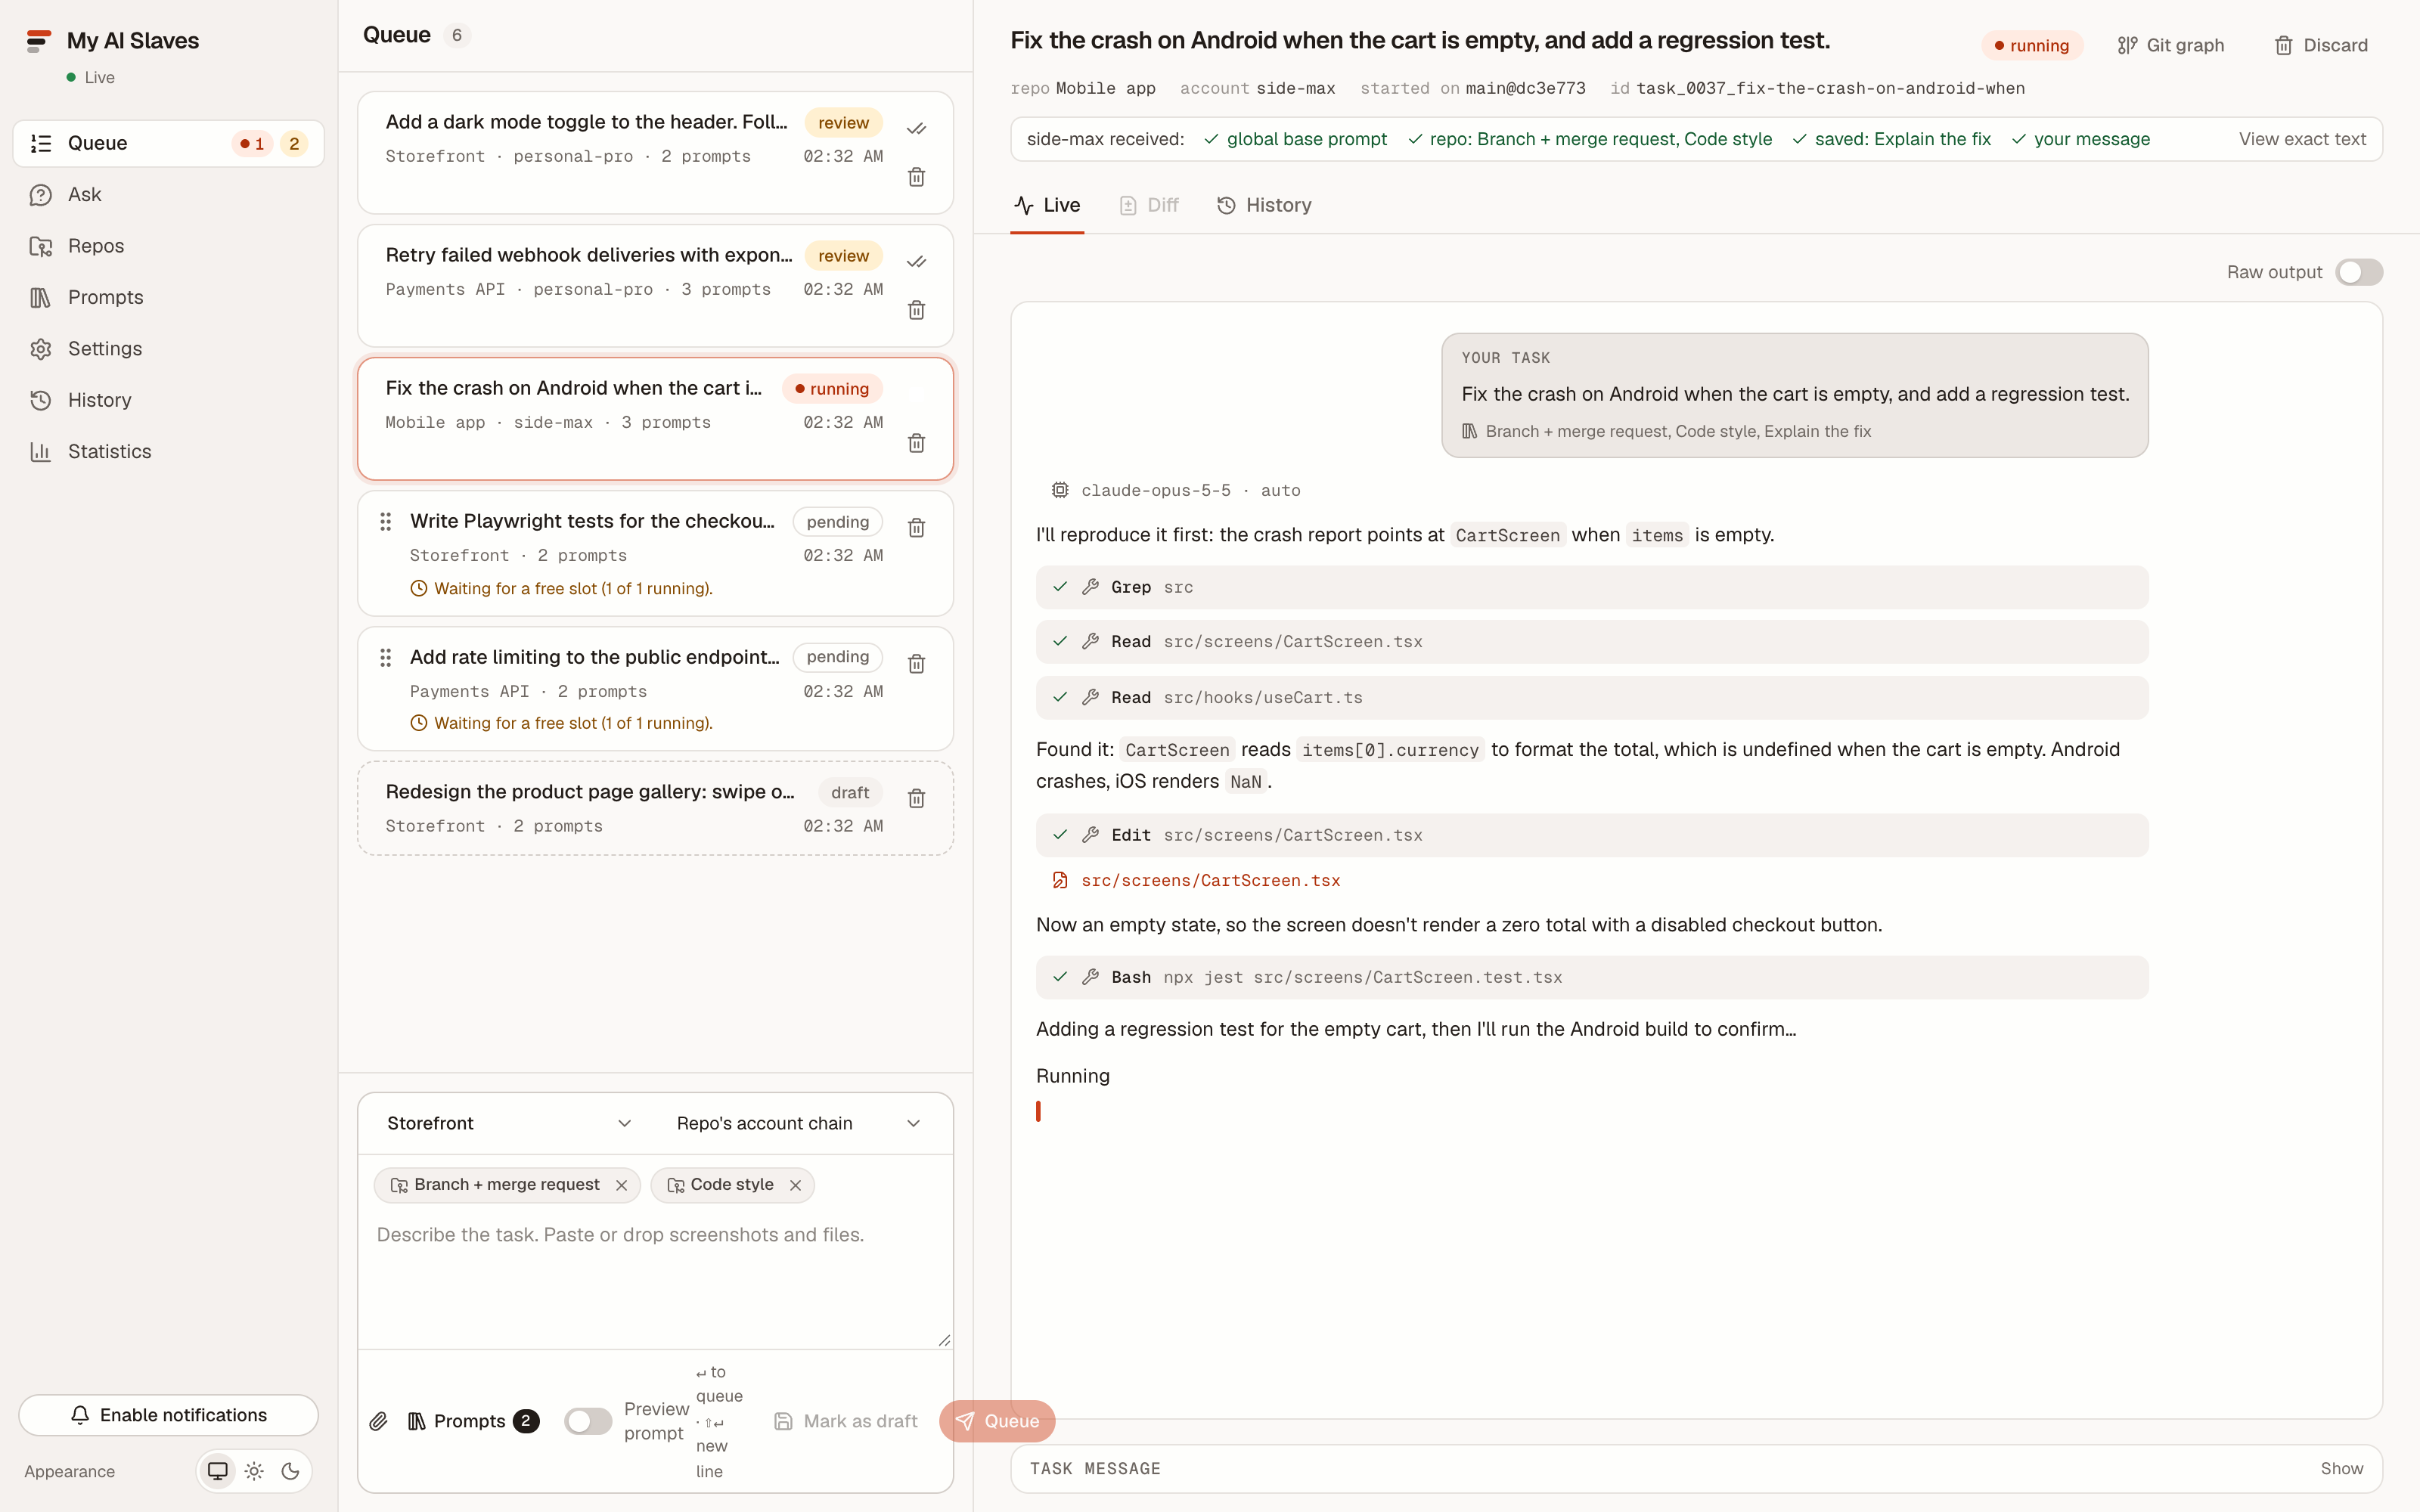 My AI Slaves
Live
Queue 1 2
Ask
Repos
Prompts
Settings
History
Statistics
Enable notifications
Appearance
Queue 6
Add a dark mode toggle to the header. Foll... review
Storefront · personal-pro · 2 prompts 02:32 AM
Retry failed webhook deliveries with expon... review
Payments API · personal-pro · 3 prompts 02:32 AM
Fix the crash on Android when the cart i... running
Mobile app · side-max · 3 prompts 02:32 AM
Write Playwright tests for the checkou... pending
Storefront · 2 prompts 02:32 AM
Waiting for a free slot (1 of 1 running).
Add rate limiting to the public endpoint... pending
Payments API · 2 prompts 02:32 AM
Waiting for a free slot (1 of 1 running).
Redesign the product page gallery: swipe o... draft
Storefront · 2 prompts 02:32 AM
Storefront Repo's account chain
Branch + merge request Code style
Describe the task. Paste or drop screenshots and files.
Prompts 2
Preview
prompt
↵ to
queue
· ⇧↵
new
line
Mark as draft
Queue
Fix the crash on Android when the cart is empty, and add a regression test.
running Git graph Discard
repo Mobile app account side-max started on main@dc3e773 id task_0037_fix-the-crash-on-android-when
side-max received: ✓ global base prompt ✓ repo: Branch + merge request, Code style ✓ saved: Explain the fix ✓ your message View exact text
Live Diff History
Raw output
YOUR TASK
Fix the crash on Android when the cart is empty, and add a regression test.
Branch + merge request, Code style, Explain the fix
claude-opus-5-5 · auto
I'll reproduce it first: the crash report points at CartScreen when items is empty.
Grep src
Read src/screens/CartScreen.tsx
Read src/hooks/useCart.ts
Found it: CartScreen reads items[0].currency to format the total, which is undefined when the cart is empty. Android
crashes, iOS renders NaN.
Edit src/screens/CartScreen.tsx
src/screens/CartScreen.tsx
Now an empty state, so the screen doesn't render a zero total with a disabled checkout button.
Bash npx jest src/screens/CartScreen.test.tsx
Adding a regression test for the empty cart, then I'll run the Android build to confirm…
Running
TASK MESSAGE Show